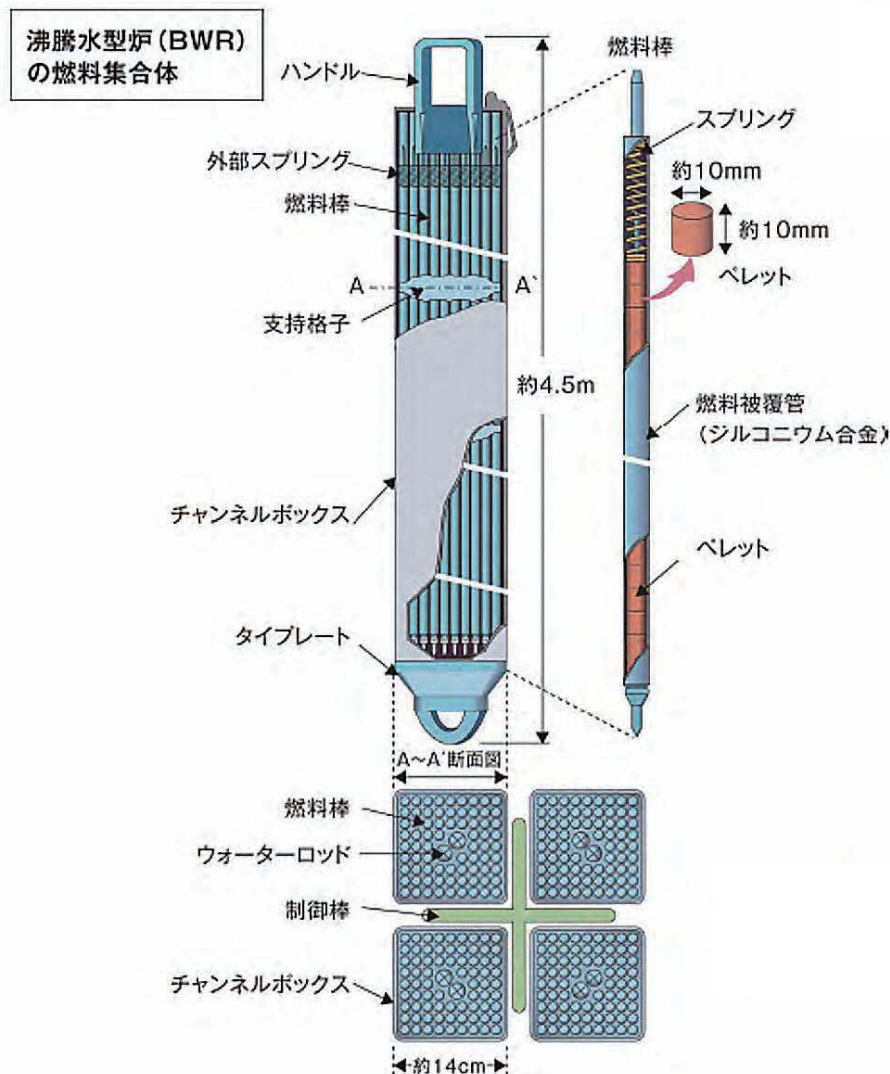 沸騰水型炉(BWR)
の燃料集合体
ハンドル
外部スプリング
燃料棒
A
A`
支持格子
約4.5m
チャンネルボックス
タイプレート
燃料棒
スプリング
約10mm
約10mm
ペレット
燃料被覆管
(ジルコニウム合金)
ペレット
A~A`断面図
燃料棒
ウォーターロッド
制御棒
チャンネルボックス
約14cm